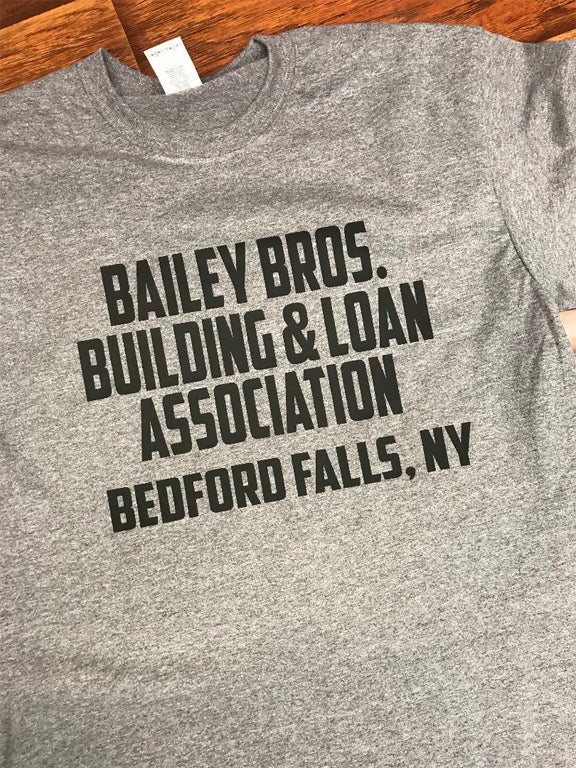 BAILEY BROS.
BUILDING & LOAN
ASSOCIATION
BEDFORD FALLS, NY